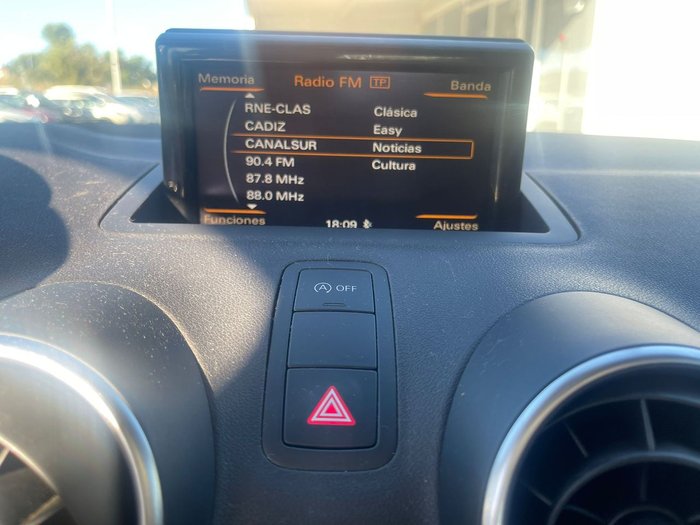 Memoria Radio FM TP Banda
RNE-CLAS Clásica
CADIZ Easy
CANALSUR Noticias
90.4 FM Cultura
87.8 MHz
88.0 MHz
Funciones 18:09 Ajustes
A OFF